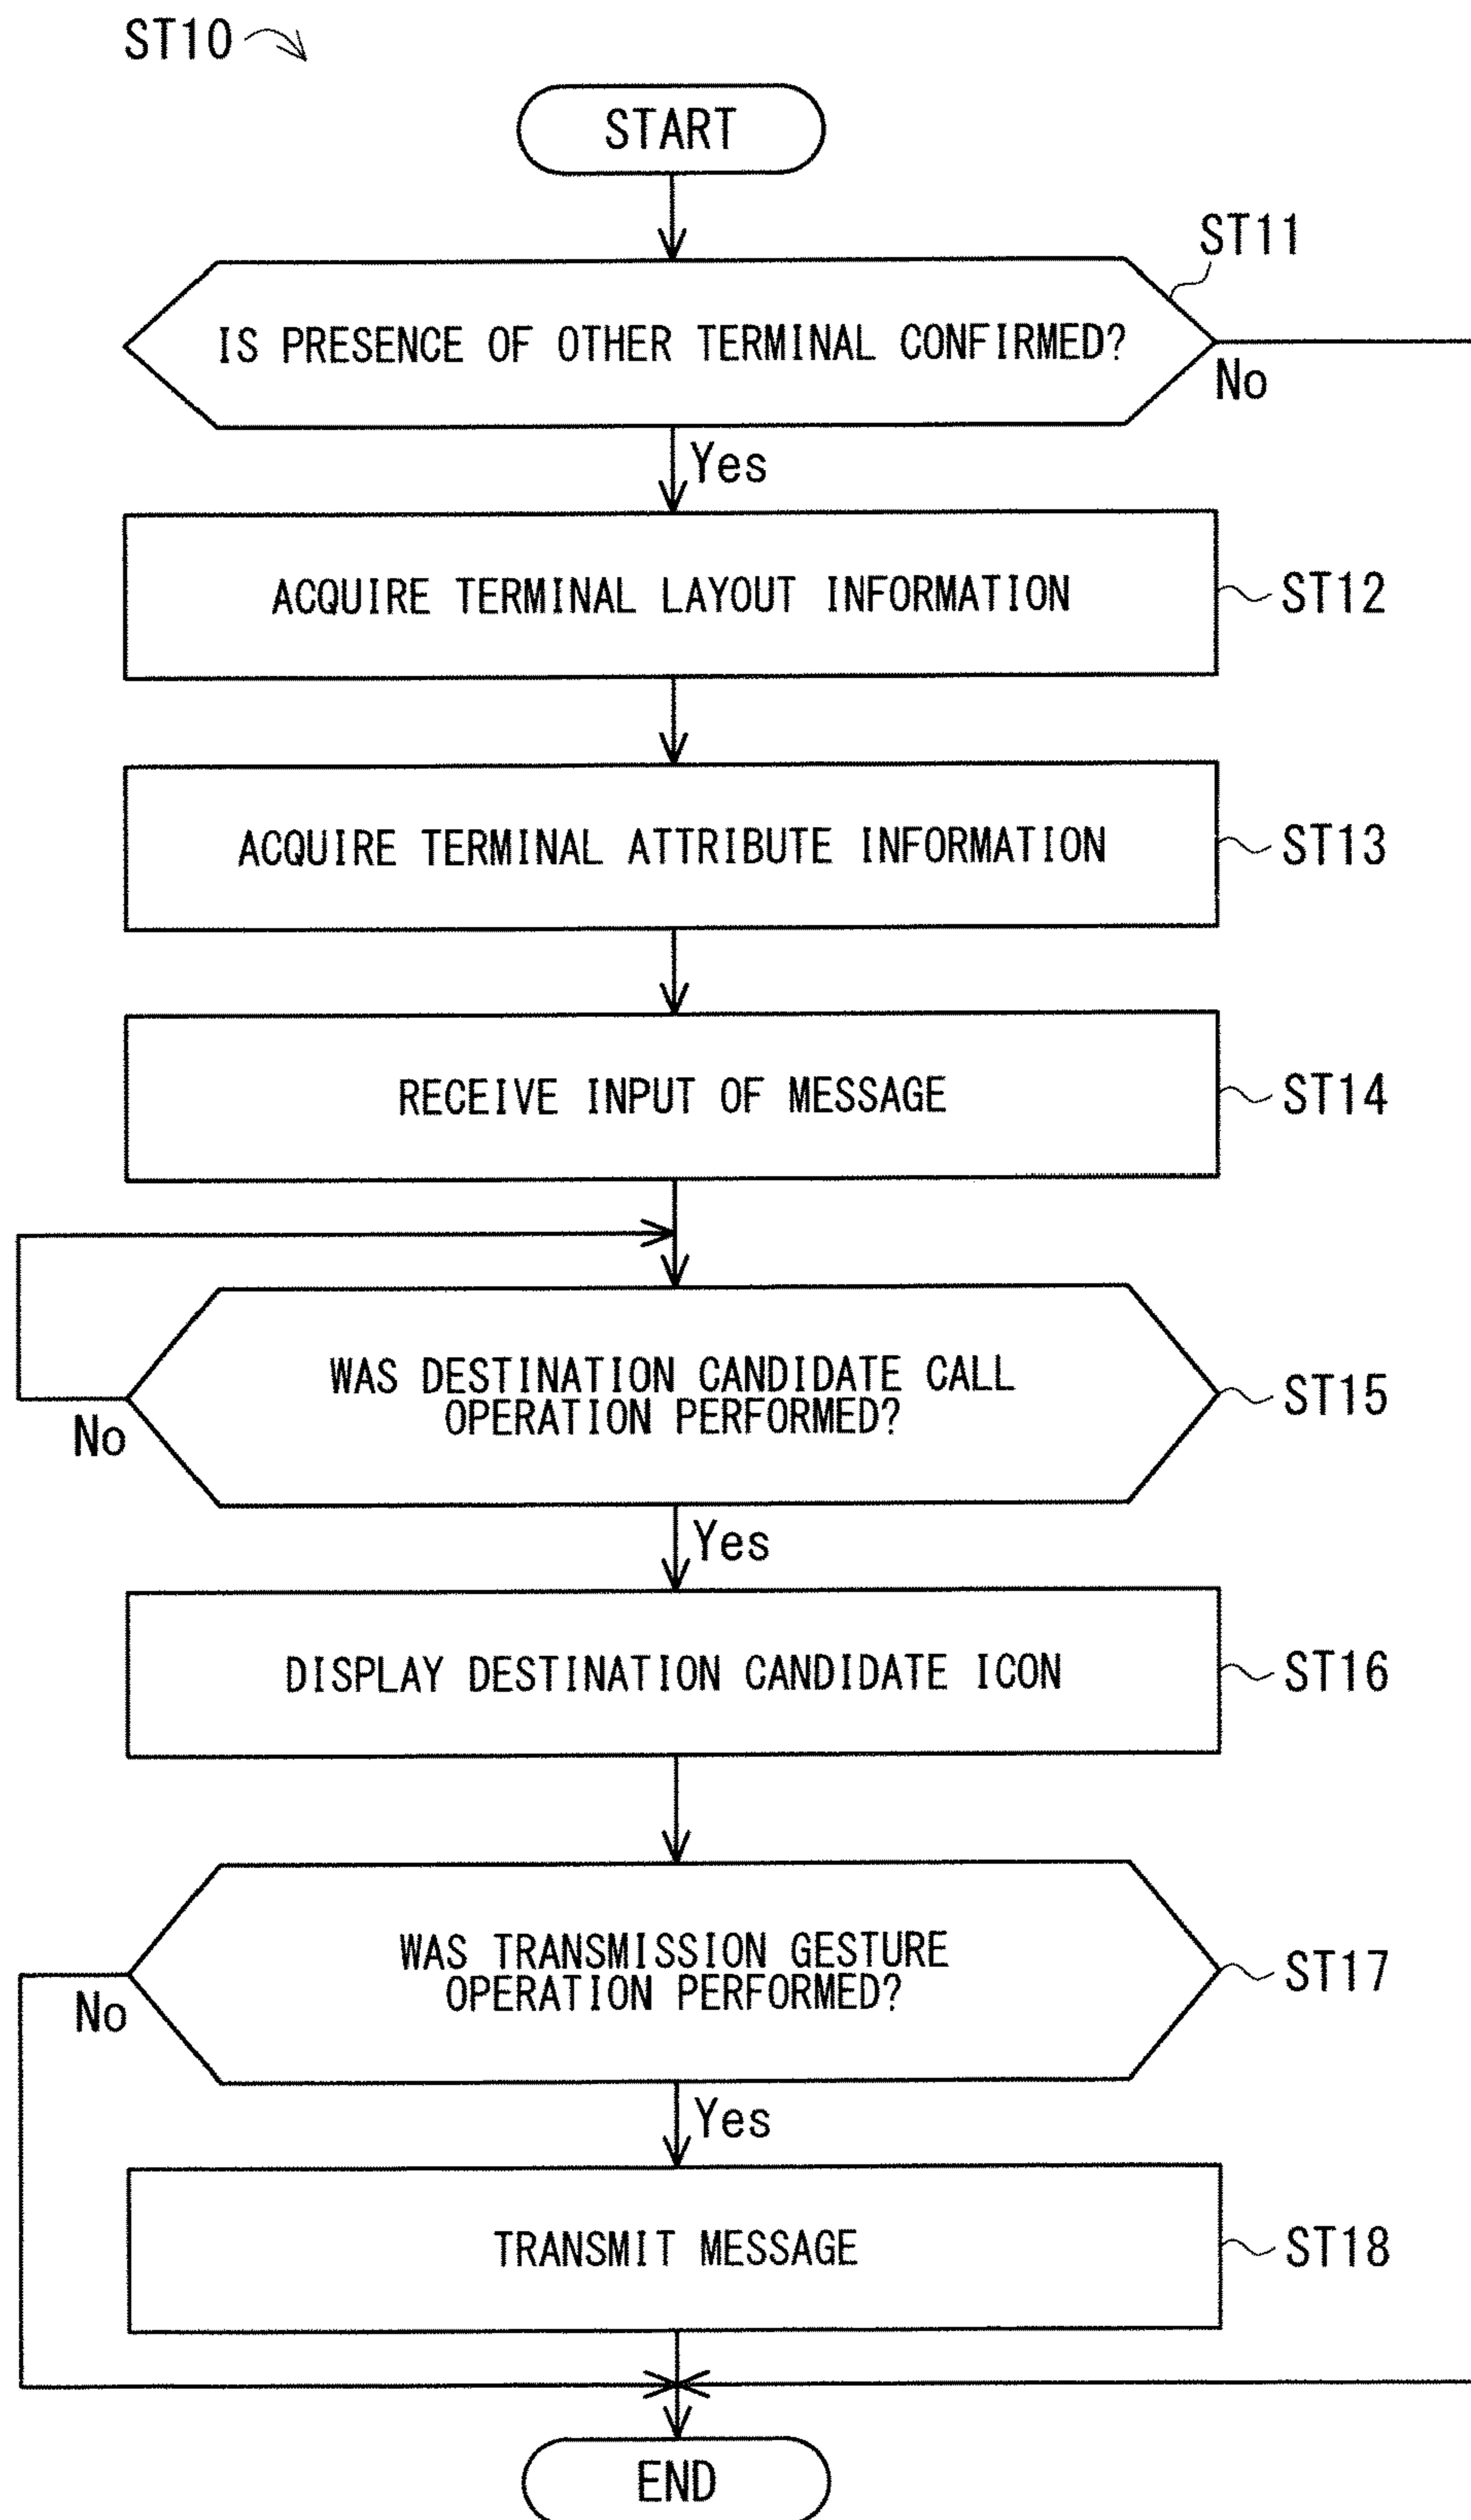 ST10
START
ST11
IS PRESENCE OF OTHER TERMINAL CONFIRMED?
No
Yes
ACQUIRE TERMINAL LAYOUT INFORMATION
ST12
ACQUIRE TERMINAL ATTRIBUTE INFORMATION
ST13
RECEIVE INPUT OF MESSAGE
ST14
WAS DESTINATION CANDIDATE CALL
OPERATION PERFORMED?
ST15
No
Yes
DISPLAY DESTINATION CANDIDATE ICON
ST16
WAS TRANSMISSION GESTURE
OPERATION PERFORMED?
ST17
No
Yes
TRANSMIT MESSAGE
ST18
END